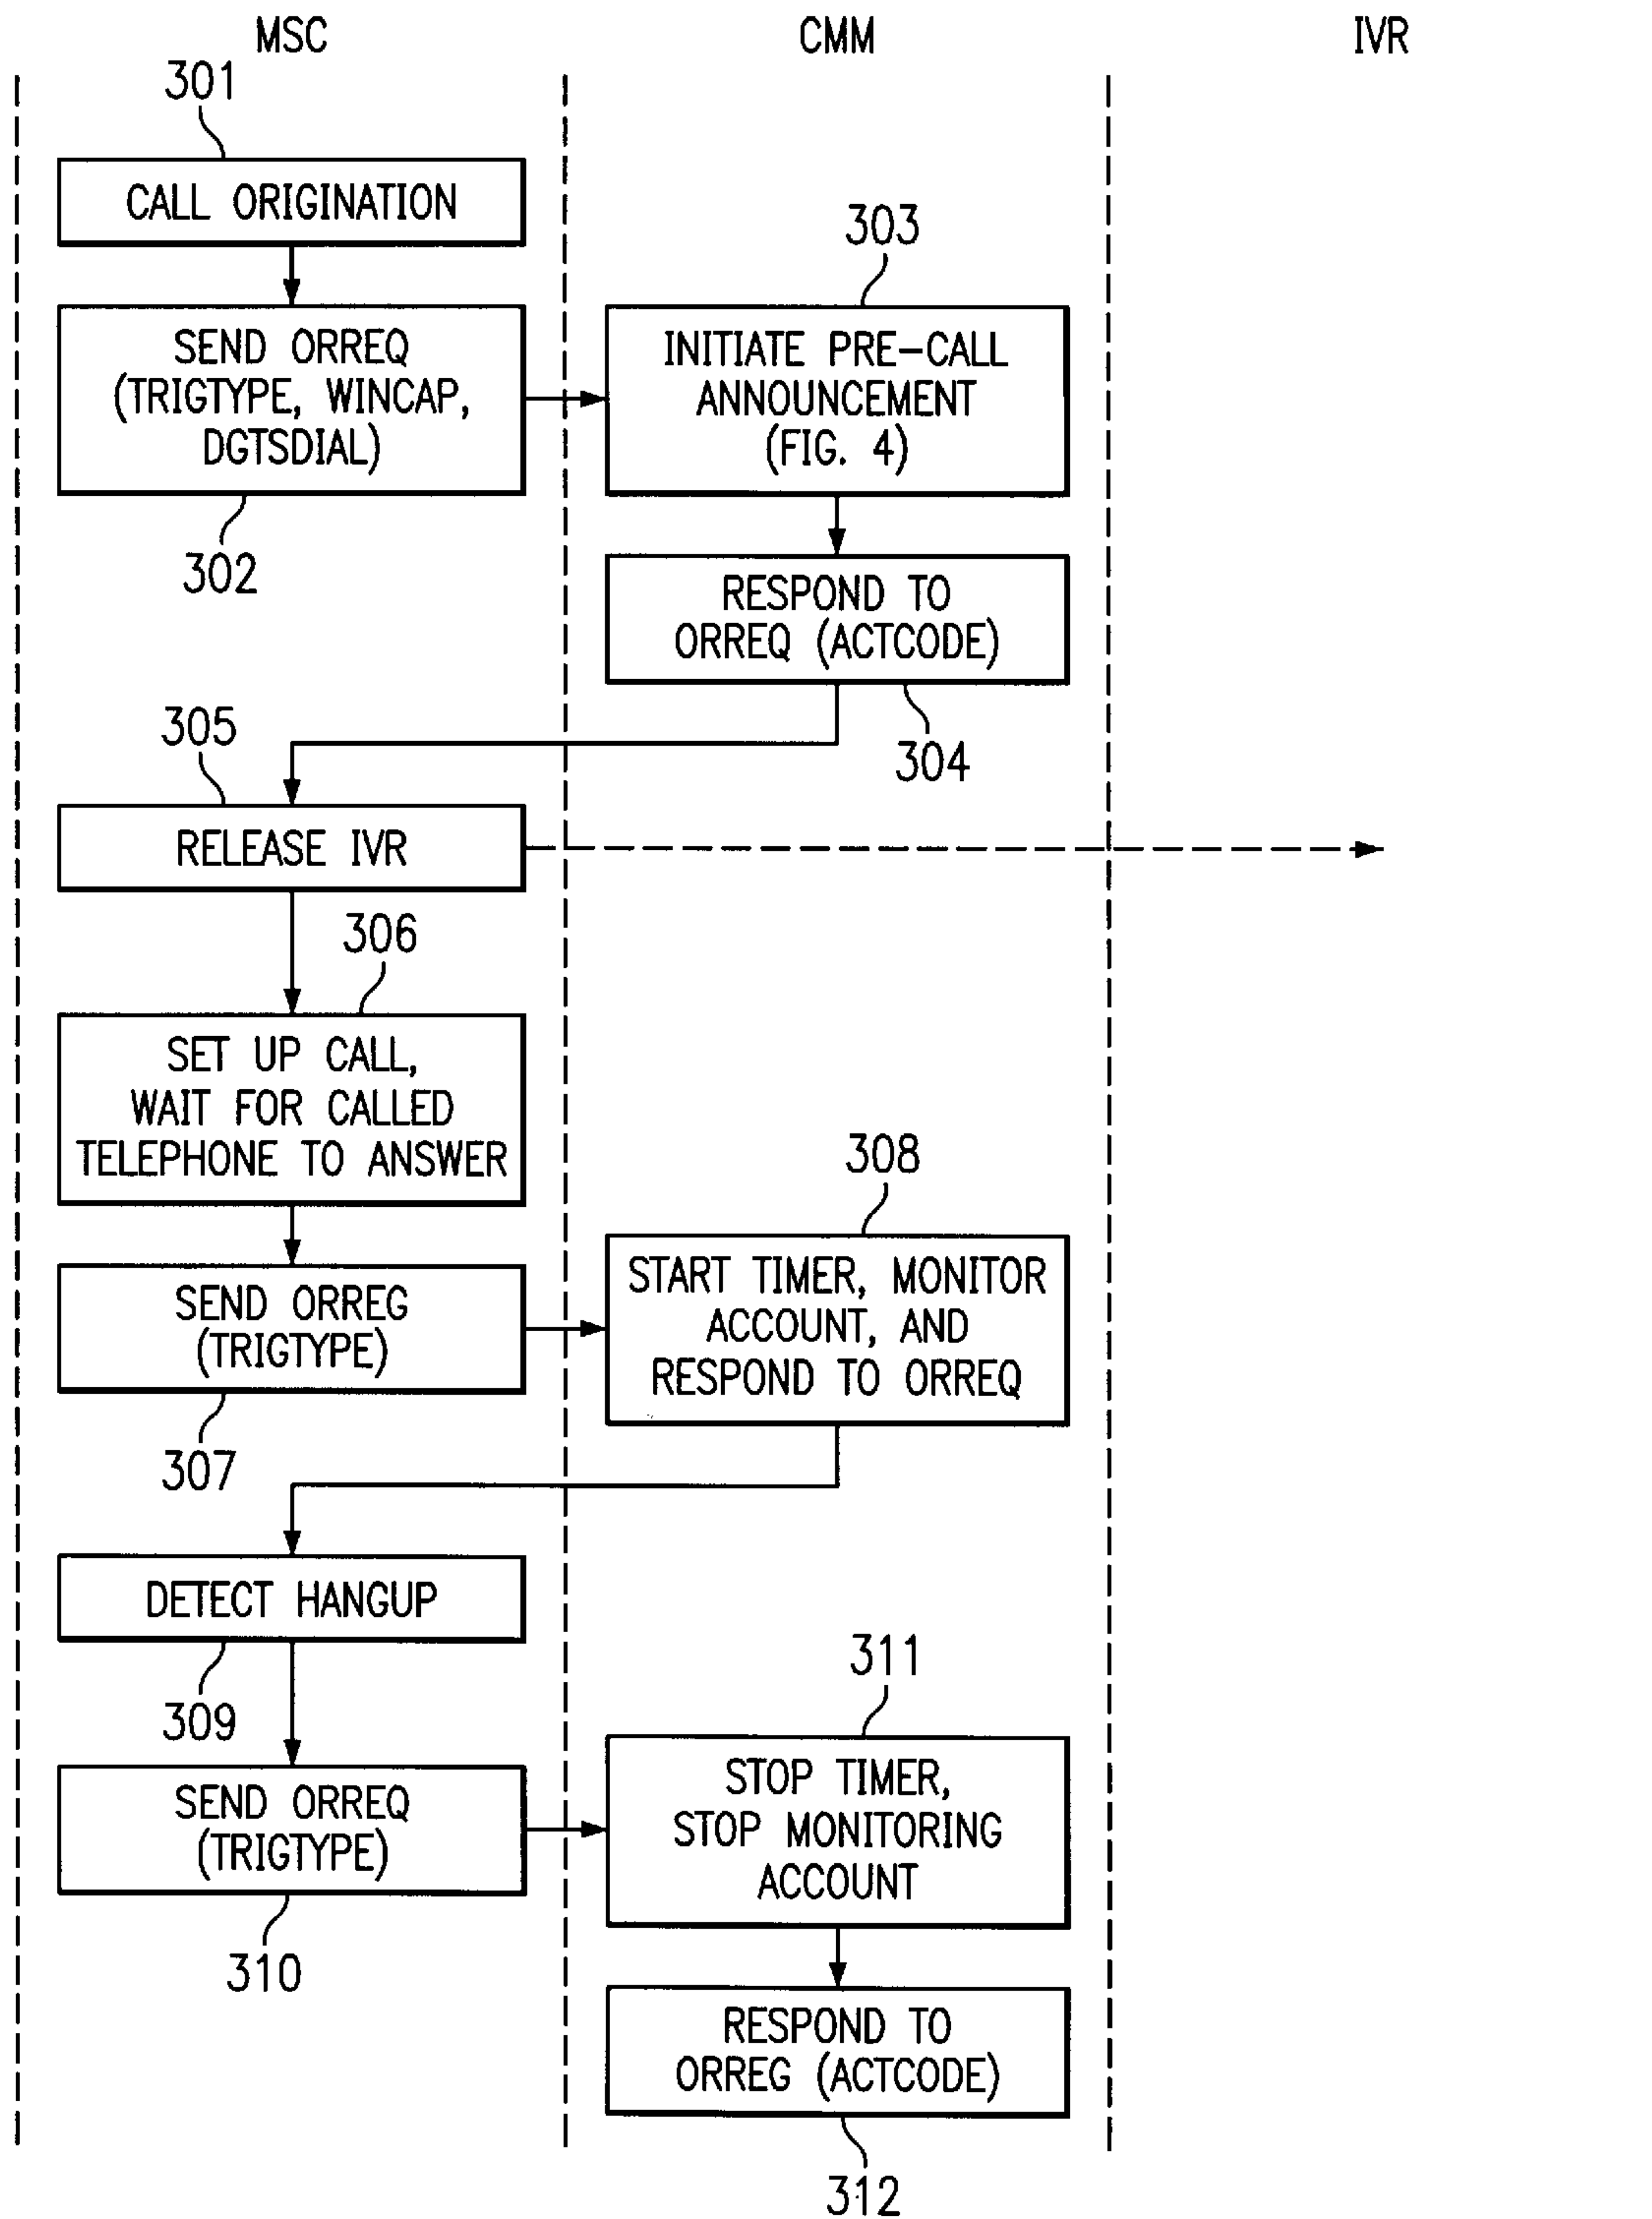 MSC
CMM
IVR
301
CALL ORIGINATION
303
SEND ORREQ
(TRIGTYPE, WINCAP,
DGTSDIAL)
302
INITIATE PRE-CALL
ANNOUNCEMENT
(FIG. 4)
RESPOND TO
ORREQ (ACTCODE)
304
305
RELEASE IVR
306
SET UP CALL,
WAIT FOR CALLED
TELEPHONE TO ANSWER
308
SEND ORREG
(TRIGTYPE)
307
START TIMER, MONITOR
ACCOUNT, AND
RESPOND TO ORREQ
DETECT HANGUP
309
311
SEND ORREQ
(TRIGTYPE)
310
STOP TIMER,
STOP MONITORING
ACCOUNT
RESPOND TO
ORREG (ACTCODE)
312